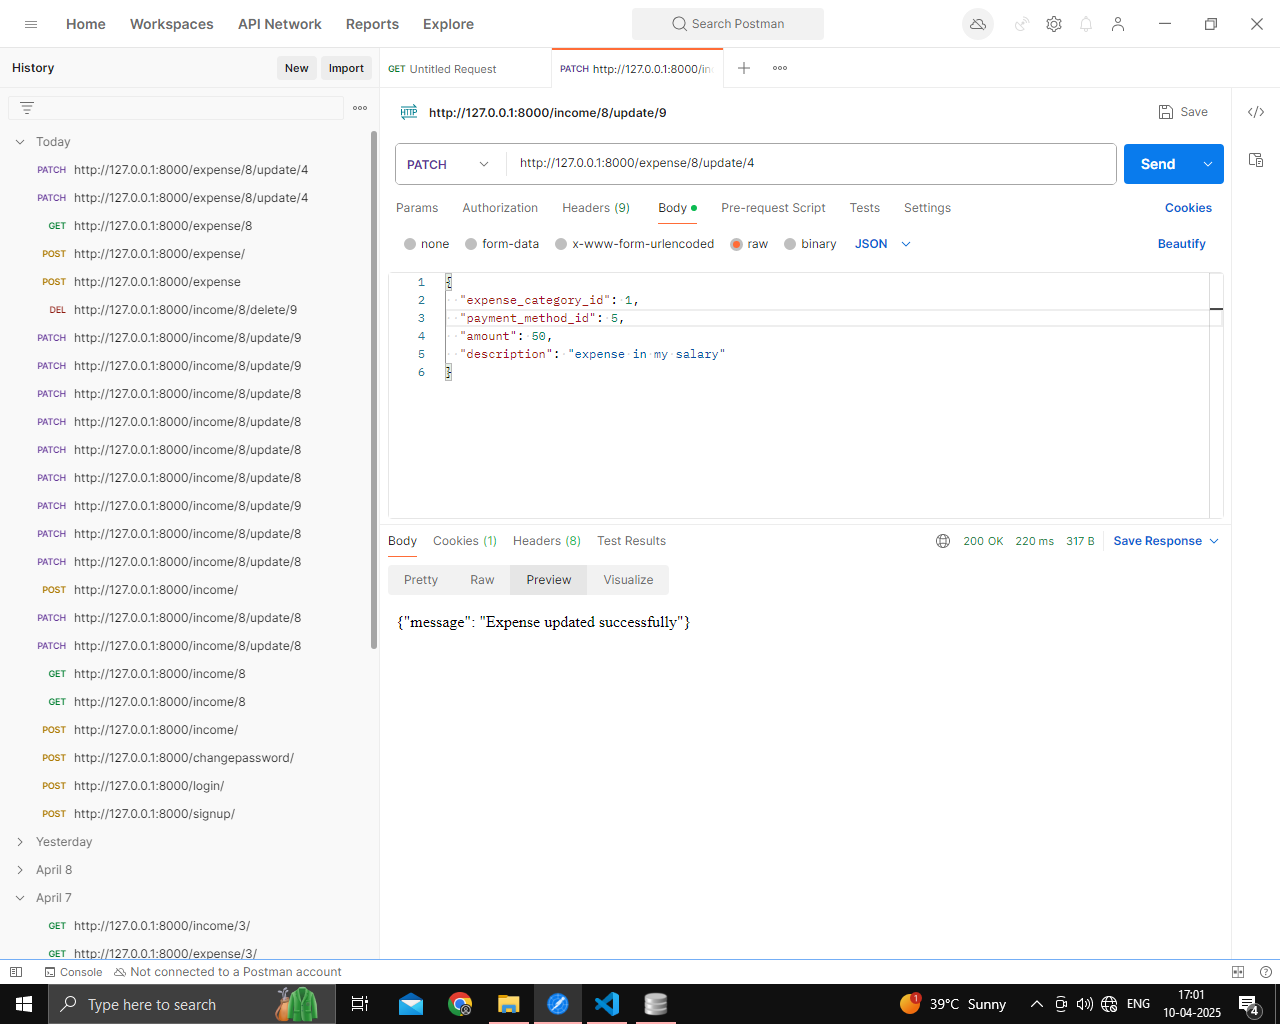 Home Workspaces API Network Reports Explore Search Postman
History New Import
GET Untitled Request PATCH http://127.0.0.1:8000/in
HTTP http://127.0.0.1:8000/income/8/update/9 Save
PATCH http://127.0.0.1:8000/expense/8/update/4 Send
Params Authorization Headers (9) Body Pre-request Script Tests Settings Cookies
none form-data x-www-form-urlencoded raw binary JSON Beautify
1 {
2 "expense_category_id": 1,
3 "payment_method_id": 5,
4 "amount": 50,
5 "description": "expense in my salary"
6 }
Body Cookies (1) Headers (8) Test Results 200 OK 220 ms 317 B Save Response
Pretty Raw Preview Visualize
{"message": "Expense updated successfully"}
Today
PATCH http://127.0.0.1:8000/expense/8/update/4
PATCH http://127.0.0.1:8000/expense/8/update/4
GET http://127.0.0.1:8000/expense/8
POST http://127.0.0.1:8000/expense/
POST http://127.0.0.1:8000/expense
DEL http://127.0.0.1:8000/income/8/delete/9
PATCH http://127.0.0.1:8000/income/8/update/9
PATCH http://127.0.0.1:8000/income/8/update/9
PATCH http://127.0.0.1:8000/income/8/update/8
PATCH http://127.0.0.1:8000/income/8/update/8
PATCH http://127.0.0.1:8000/income/8/update/8
PATCH http://127.0.0.1:8000/income/8/update/8
PATCH http://127.0.0.1:8000/income/8/update/9
PATCH http://127.0.0.1:8000/income/8/update/8
PATCH http://127.0.0.1:8000/income/8/update/8
POST http://127.0.0.1:8000/income/
PATCH http://127.0.0.1:8000/income/8/update/8
PATCH http://127.0.0.1:8000/income/8/update/8
GET http://127.0.0.1:8000/income/8
GET http://127.0.0.1:8000/income/8
POST http://127.0.0.1:8000/income/
POST http://127.0.0.1:8000/changepassword/
POST http://127.0.0.1:8000/login/
POST http://127.0.0.1:8000/signup/
Yesterday
April 8
April 7
GET http://127.0.0.1:8000/income/3/
GET http://127.0.0.1:8000/expense/3/
Console Not connected to a Postman account
Type here to search 1 39°C Sunny ENG 17:01
10-04-2025 4